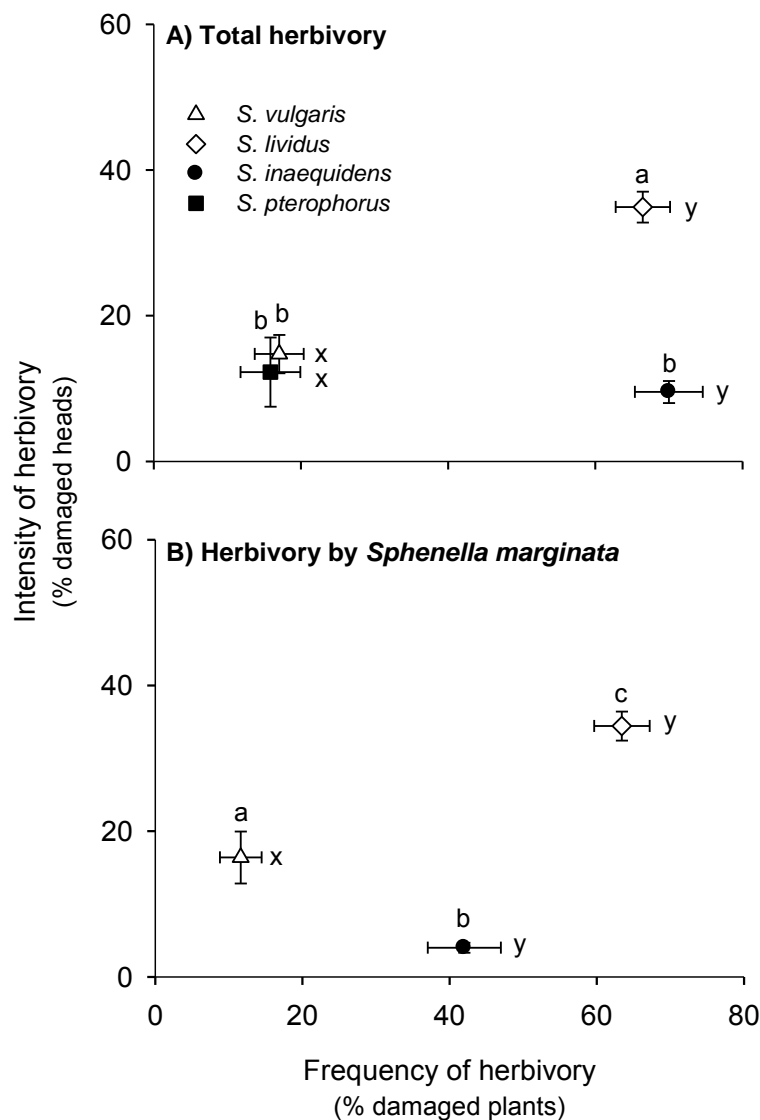 60
A) Total herbivory
S. vulgaris
S. lividus
S. inaequidens
S. pterophorus
40
a
y
20
b b
x
x
b
y
0
Intensity of herbivory
(% damaged heads)
60
B) Herbivory by Sphenella marginata
40
c
y
20
a
x
b
y
0
0 20 40 60 80
Frequency of herbivory
(% damaged plants)